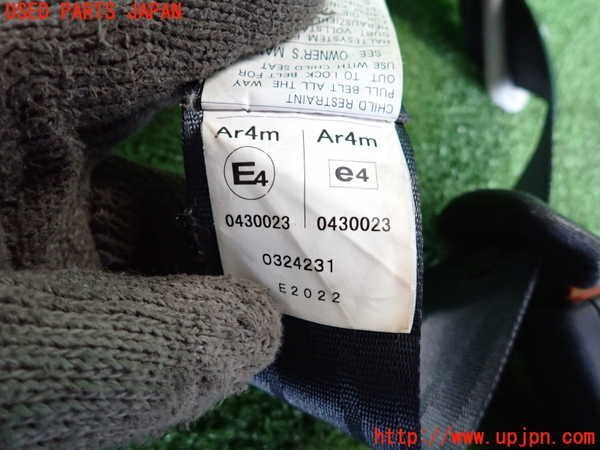 USED PARTS JAPAN
CHILD RESTRAINT
PULL BELT ALL THE WAY
OUT TO LOCK BELT FOR
USE WITH CHILD SEAT
SEE OWNER'S MA
Ar4m
E4
0430023
Ar4m
e4
0430023
0324231
E2022
http://www.upjpn.com